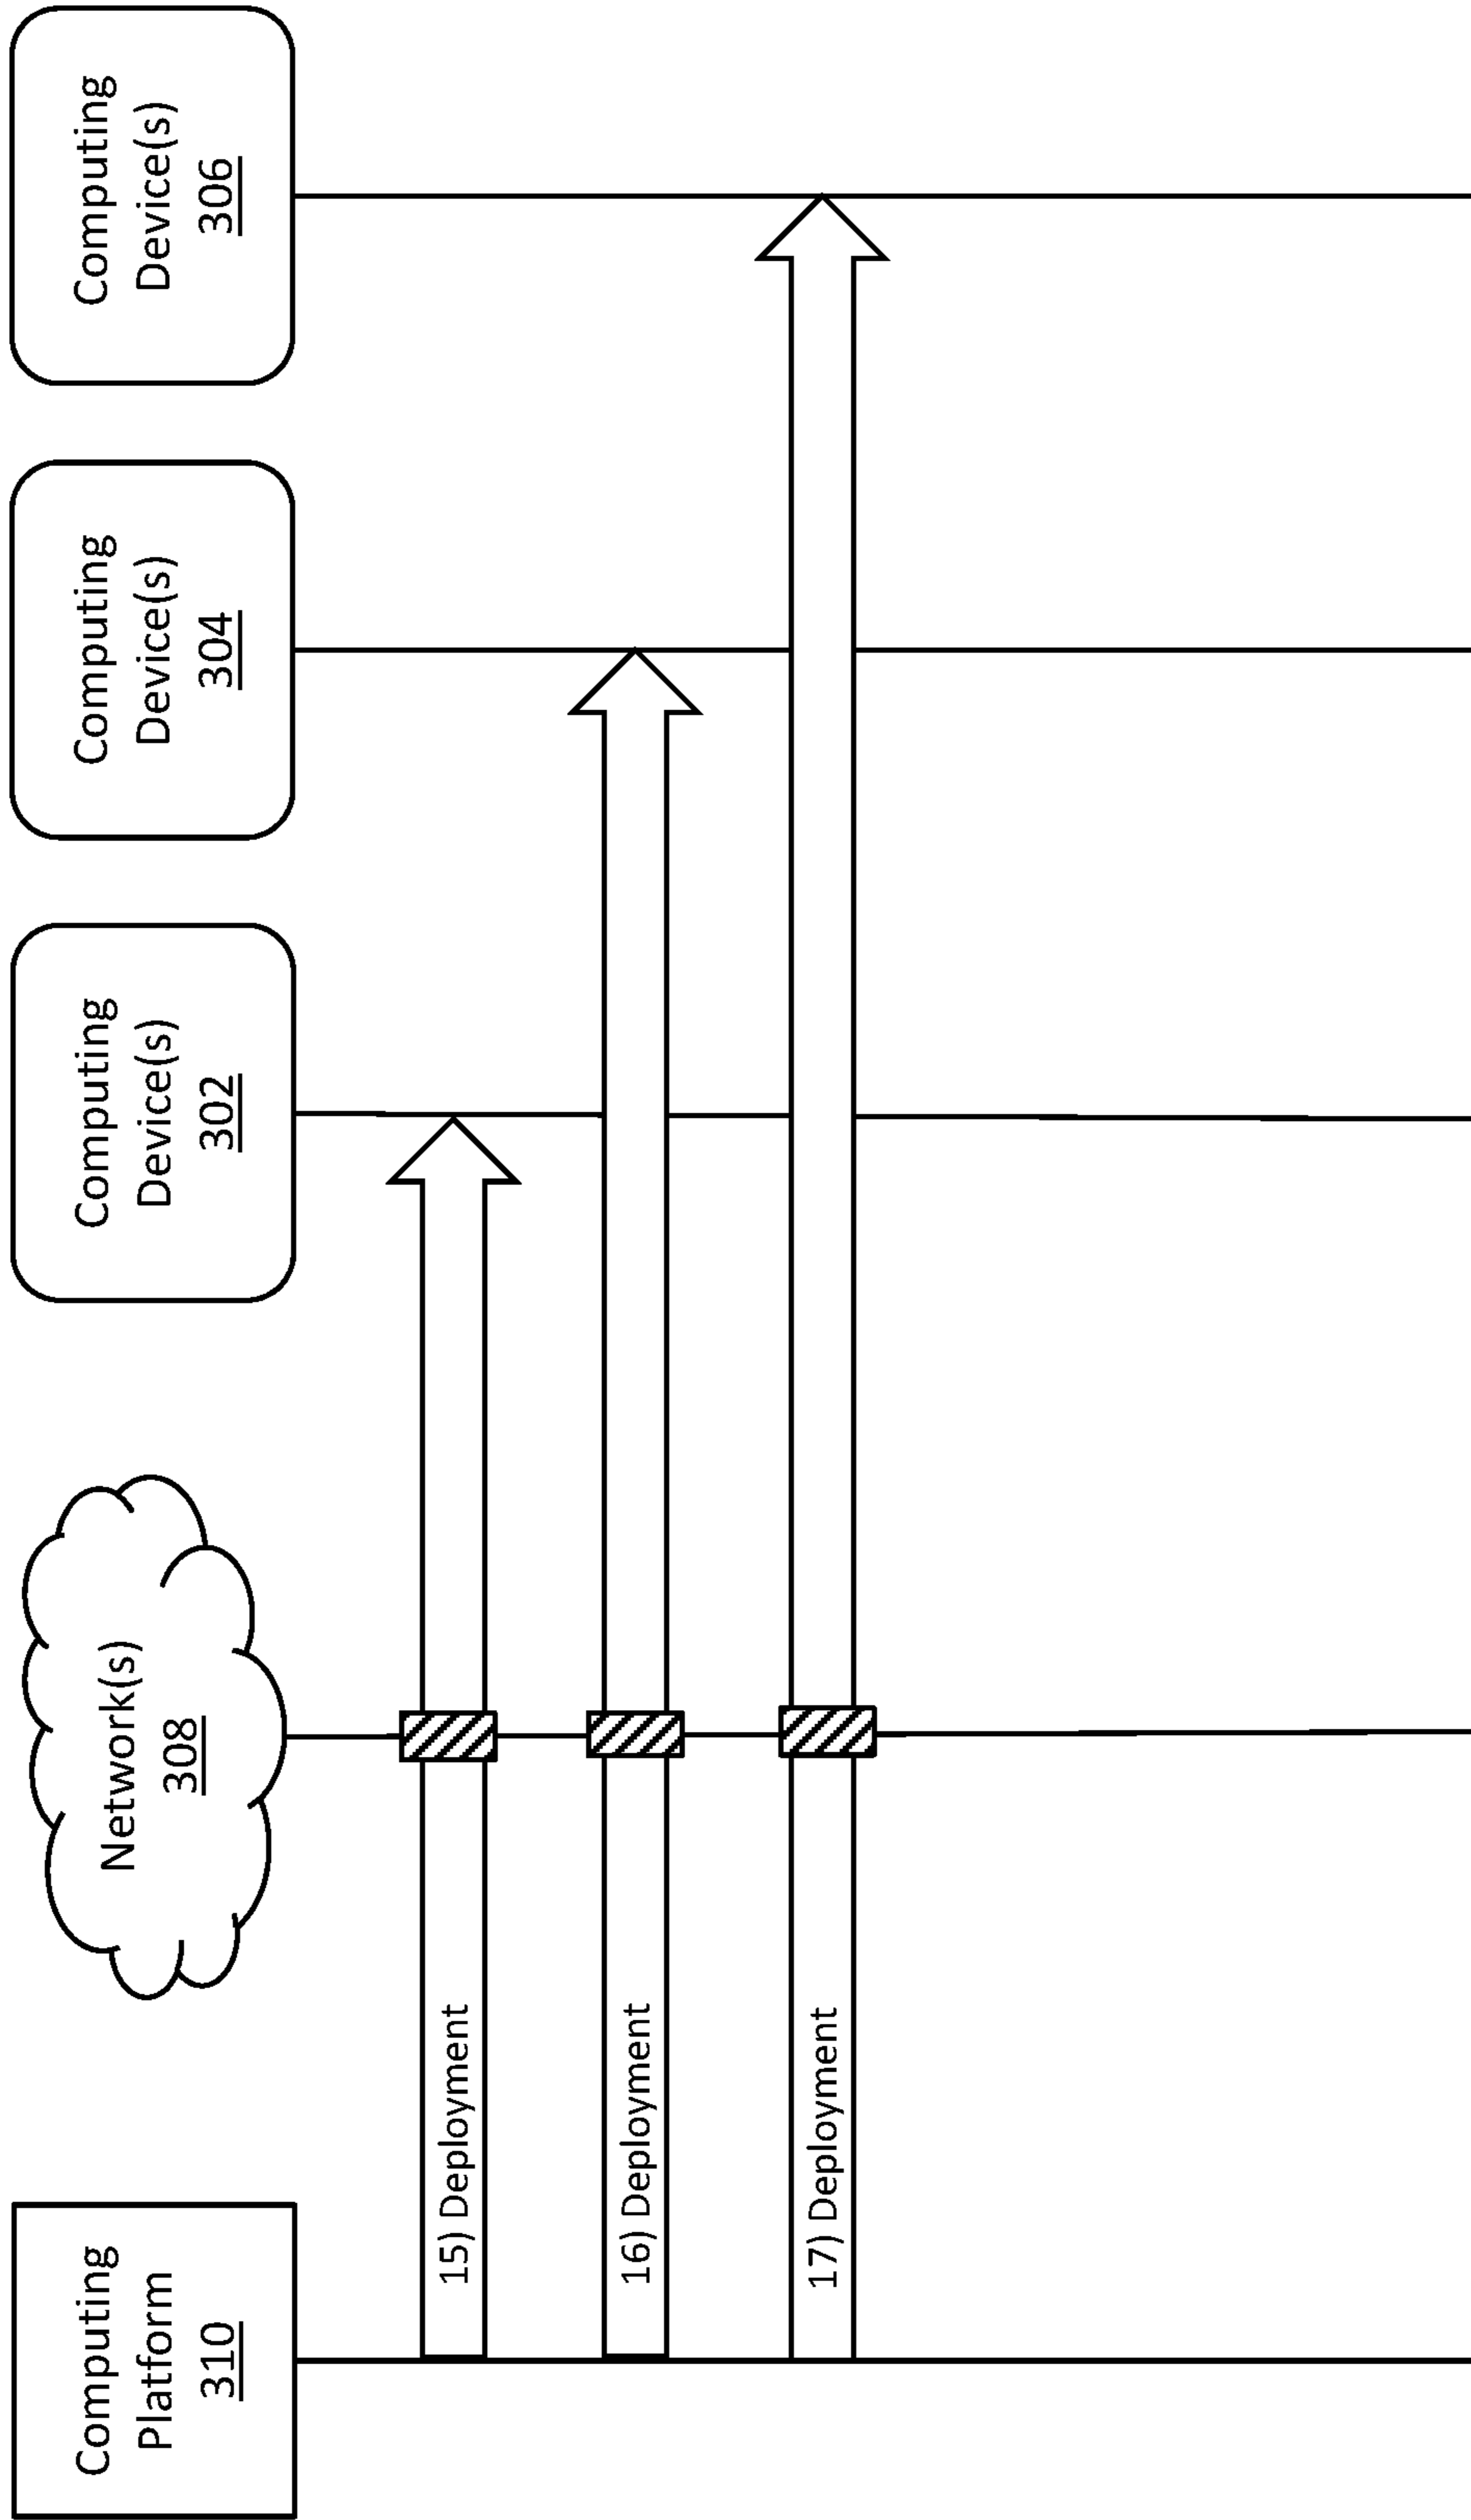 Computing
Platform
310
Network(s)
308
Computing
Device(s)
302
Computing
Device(s)
304
Computing
Device(s)
306
15) Deployment
16) Deployment
17) Deployment